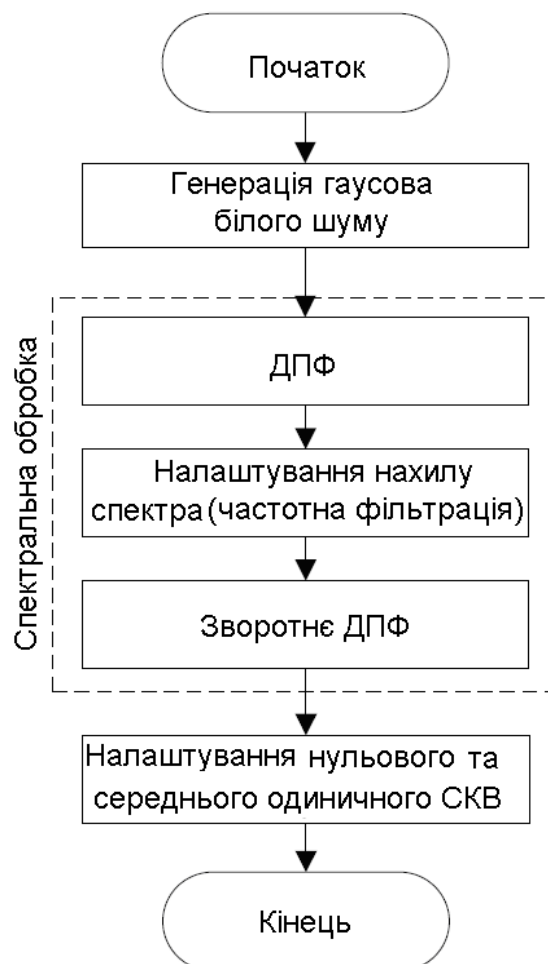 Початок
Генерація гаусова
білого шуму
Спектральна обробка
ДПФ
Налаштування нахилу
спектра (частотна фільтрація)
Зворотнє ДПФ
Налаштування нульового та
середнього одиничного СКВ
Кінець